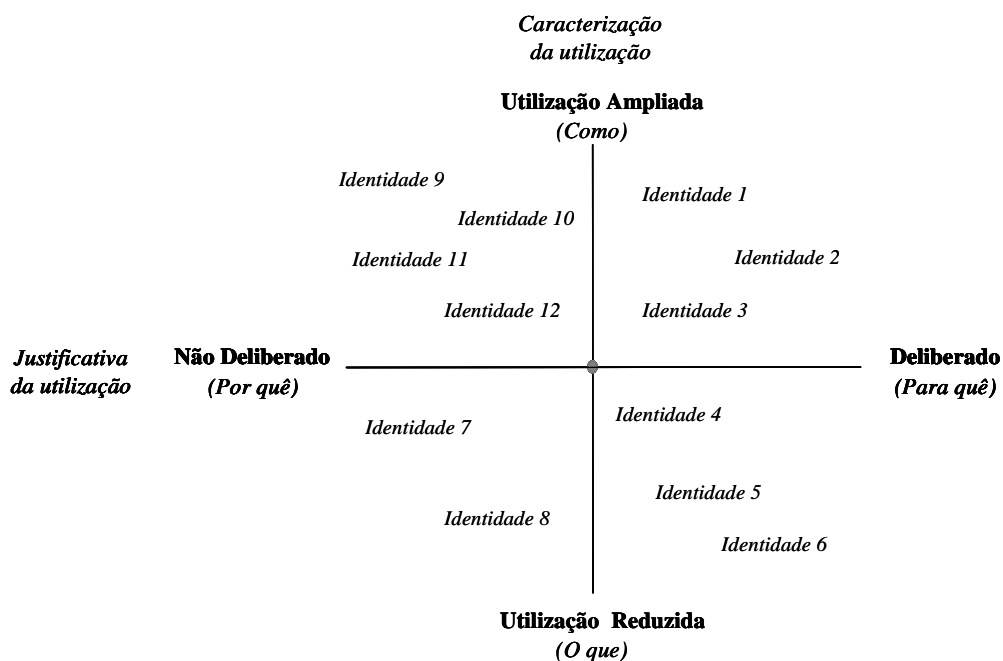 Caracterização
da utilização
Utilização Ampliada
(Como)
Identidade 9
Identidade 1
Identidade 10
Identidade 11
Identidade 2
Identidade 12
Identidade 3
Justificativa
da utilização
Não Deliberado
(Por quê)
Deliberado
(Para quê)
Identidade 7
Identidade 4
Identidade 5
Identidade 8
Identidade 6
Utilização Reduzida
(O que)